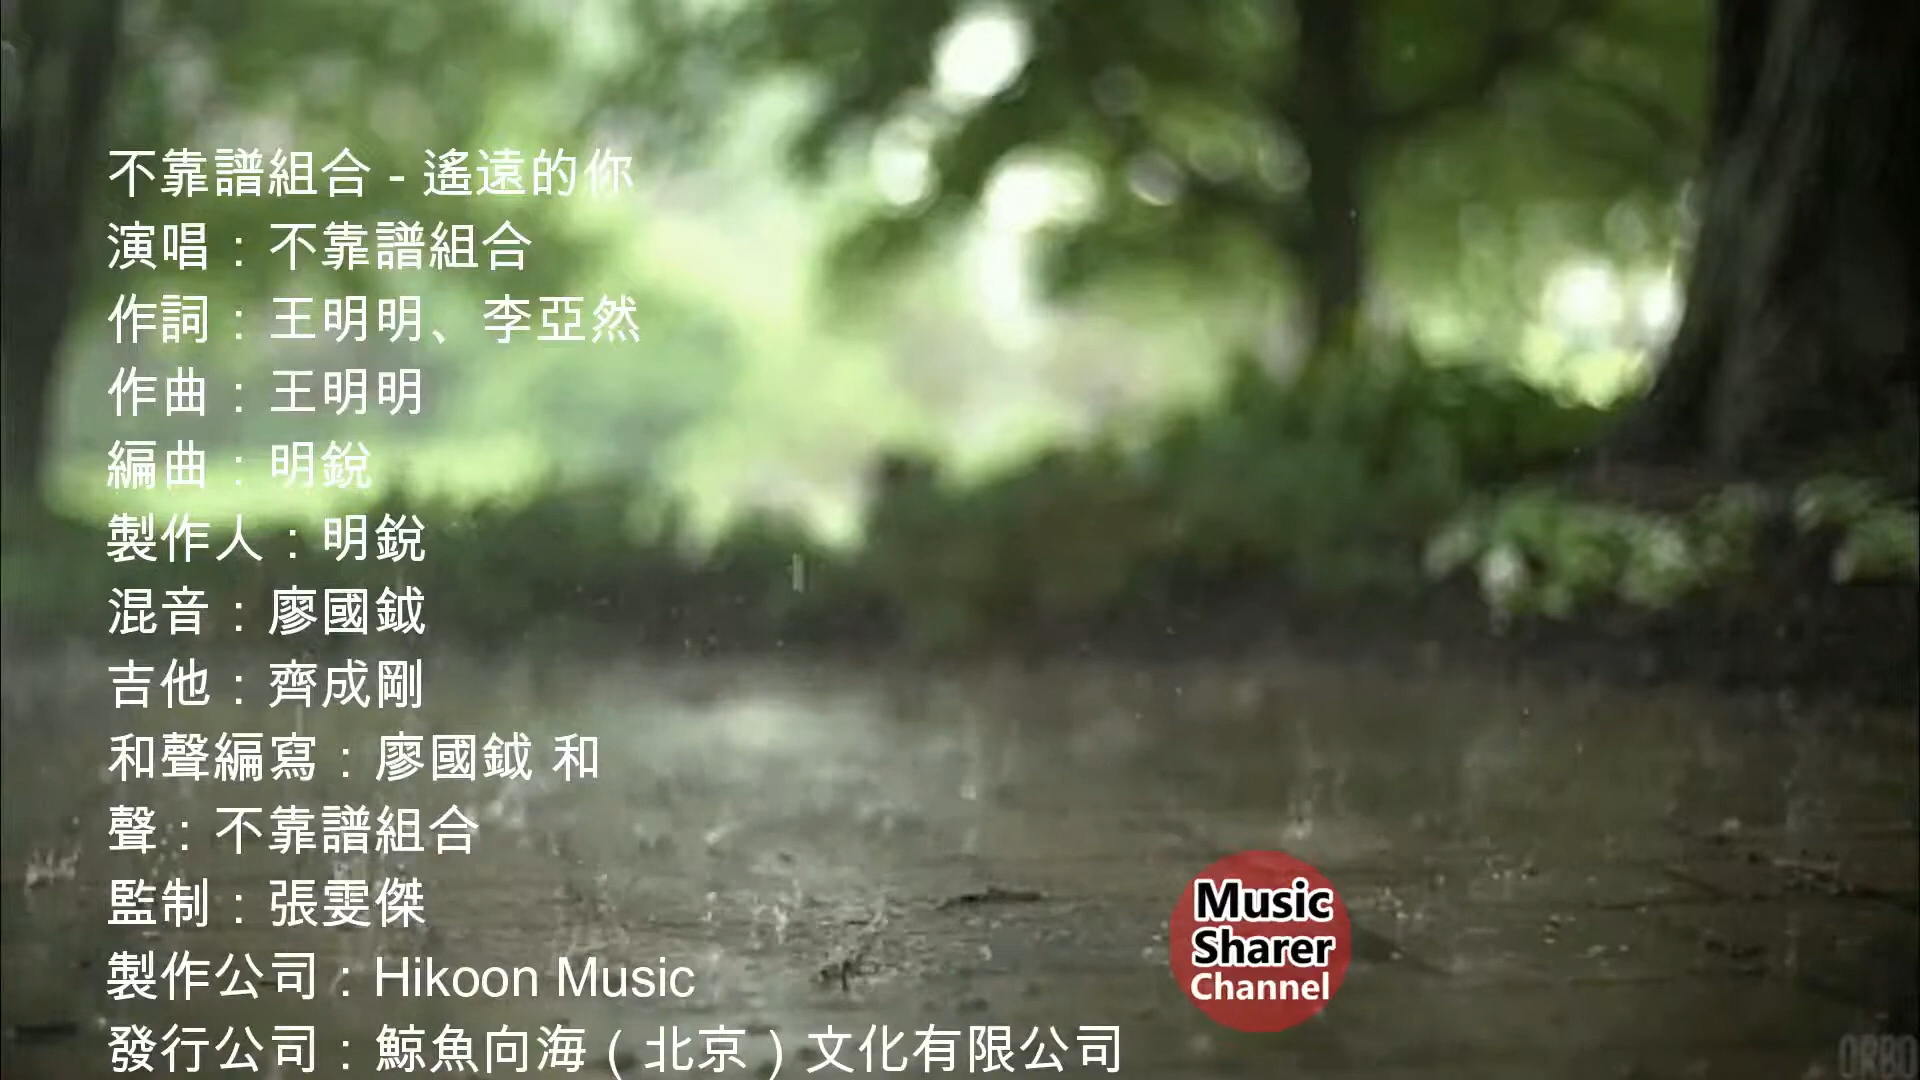 不靠譜組合 - 遙遠的你
演唱：不靠譜組合
作詞：王明明、李亞然
作曲：王明明
編曲：明銳
製作人：明銳
混音：廖國鉞
吉他：齊成剛
和聲編寫：廖國鉞 和
聲：不靠譜組合
監制：張雯傑
製作公司：Hikoon Music
發行公司：鯨魚向海（北京）文化有限公司
Music
Sharer
Channel
ORBO